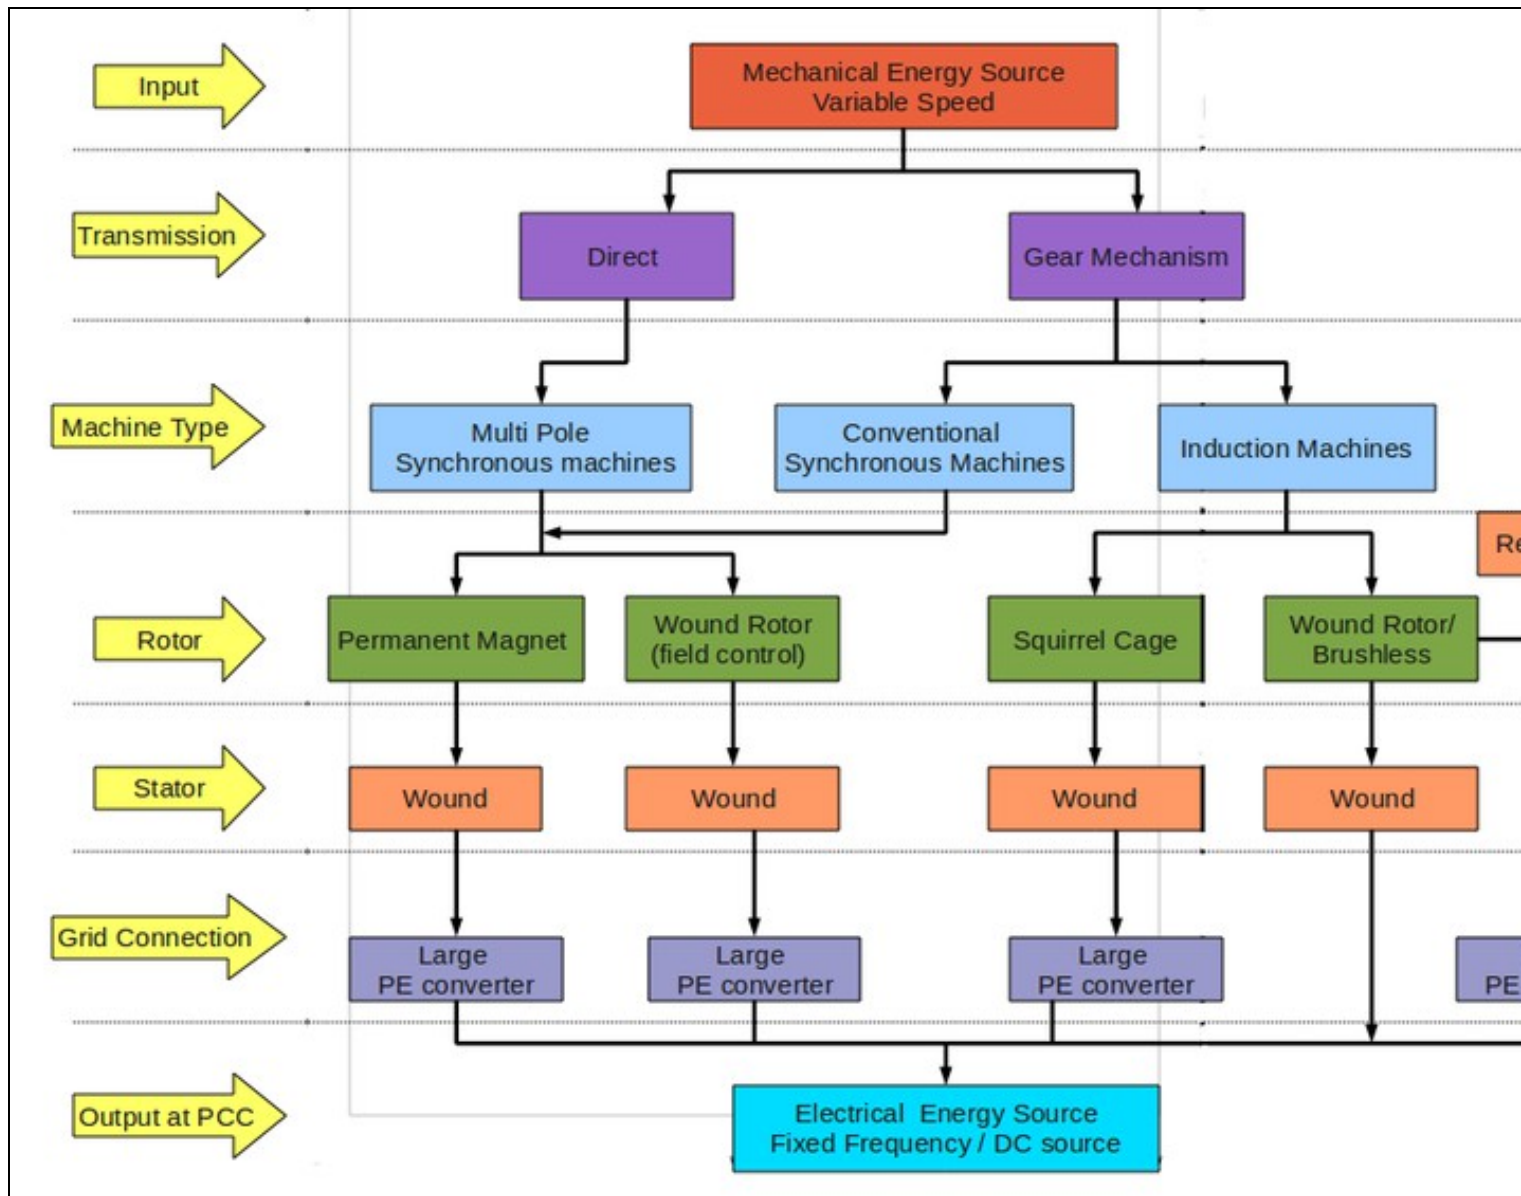 Input
Mechanical Energy Source
Variable Speed
Transmission
Direct
Gear Mechanism
Machine Type
Multi Pole
Synchronous machines
Conventional
Synchronous Machines
Induction Machines
Rotor
Permanent Magnet
Wound Rotor
(field control)
Squirrel Cage
Wound Rotor/
Brushless
Stator
Wound
Wound
Wound
Wound
Grid Connection
Large
PE converter
Large
PE converter
Large
PE converter
PE
Output at PCC
Electrical Energy Source
Fixed Frequency / DC source